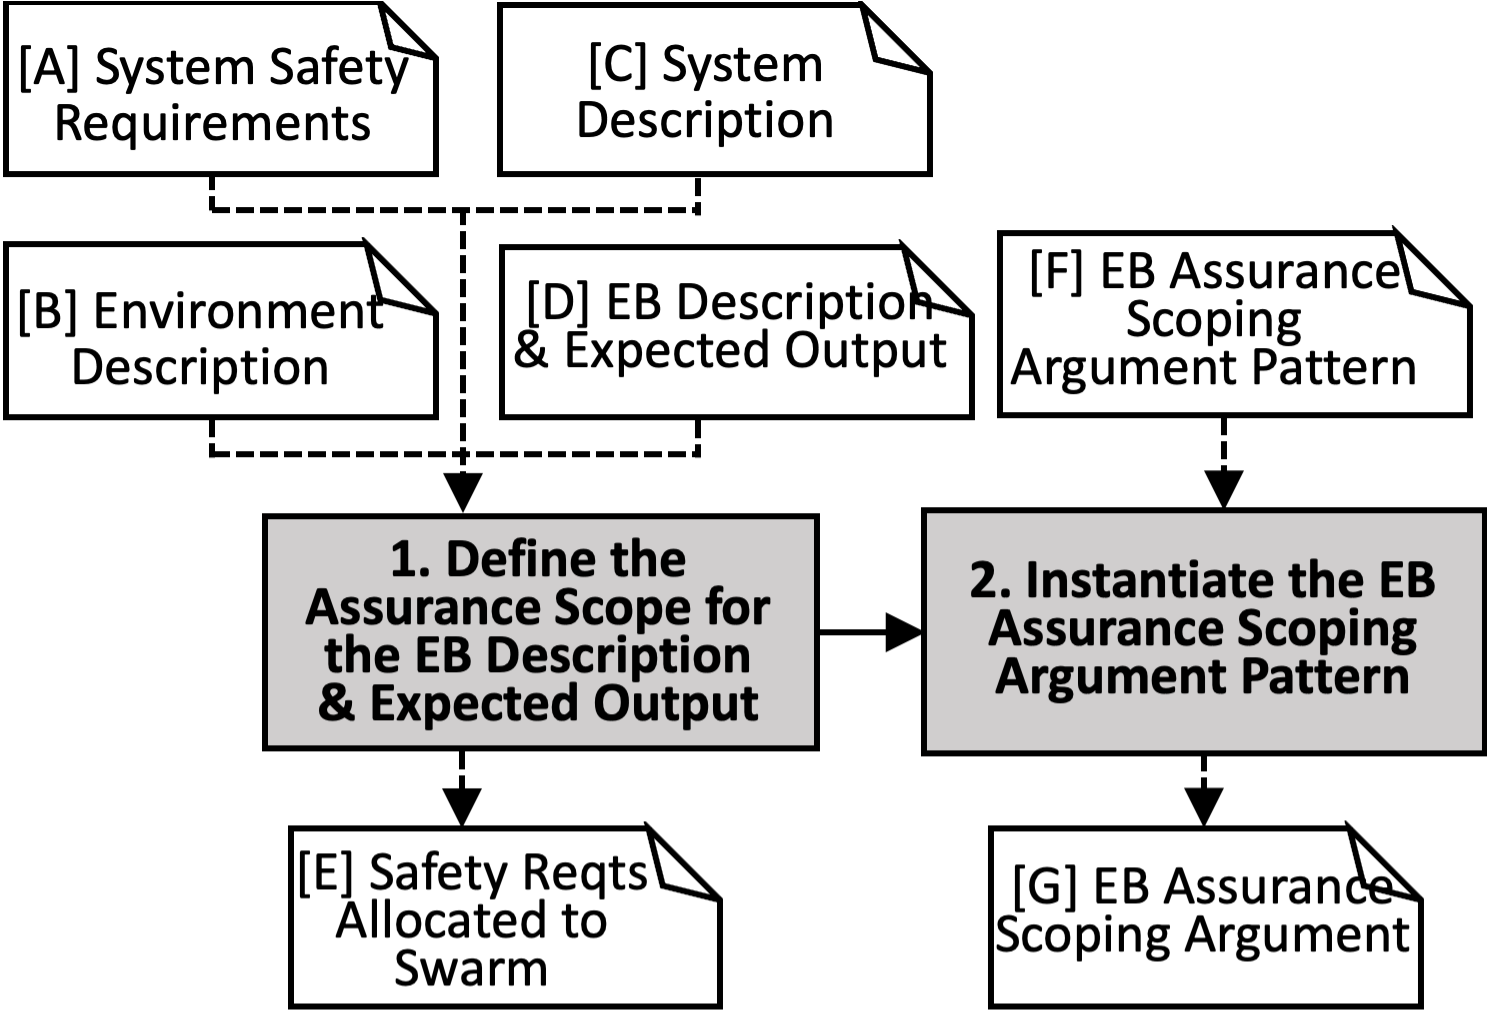 [A] System Safety
Requirements
[C] System
Description
[B] Environment
Description
[D] EB Description
& Expected Output
[F] EB Assurance
Scoping
Argument Pattern
1. Define the
Assurance Scope for
the EB Description
& Expected Output
2. Instantiate the EB
Assurance Scoping
Argument Pattern
[E] Safety Reqts
Allocated to
Swarm
[G] EB Assurance
Scoping Argument